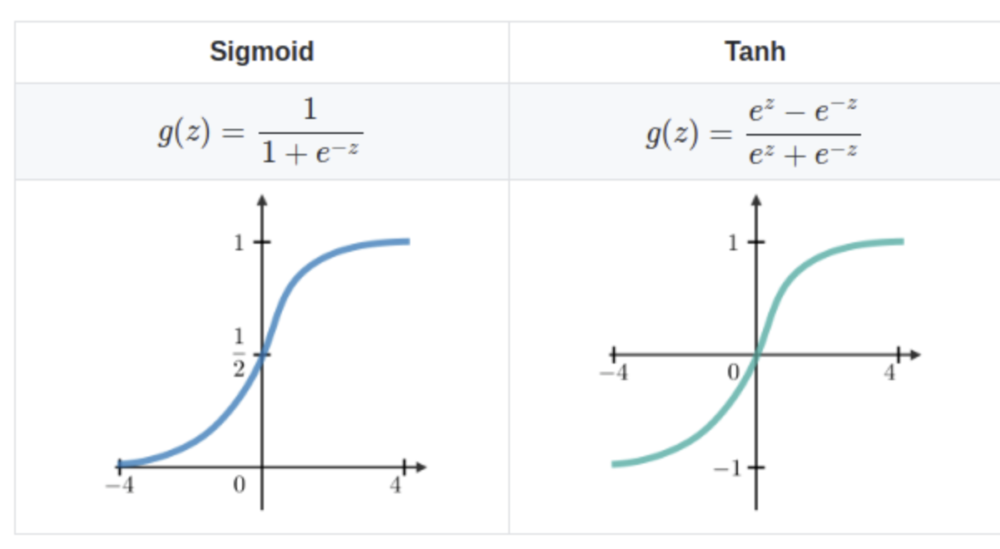 Sigmoid
Tanh
g(z) = 1 / (1 + e^{-z})
g(z) = (e^z − e^{-z}) / (e^z + e^{-z})
1
1/2
−4
0
4
1
−4
0
4
−1